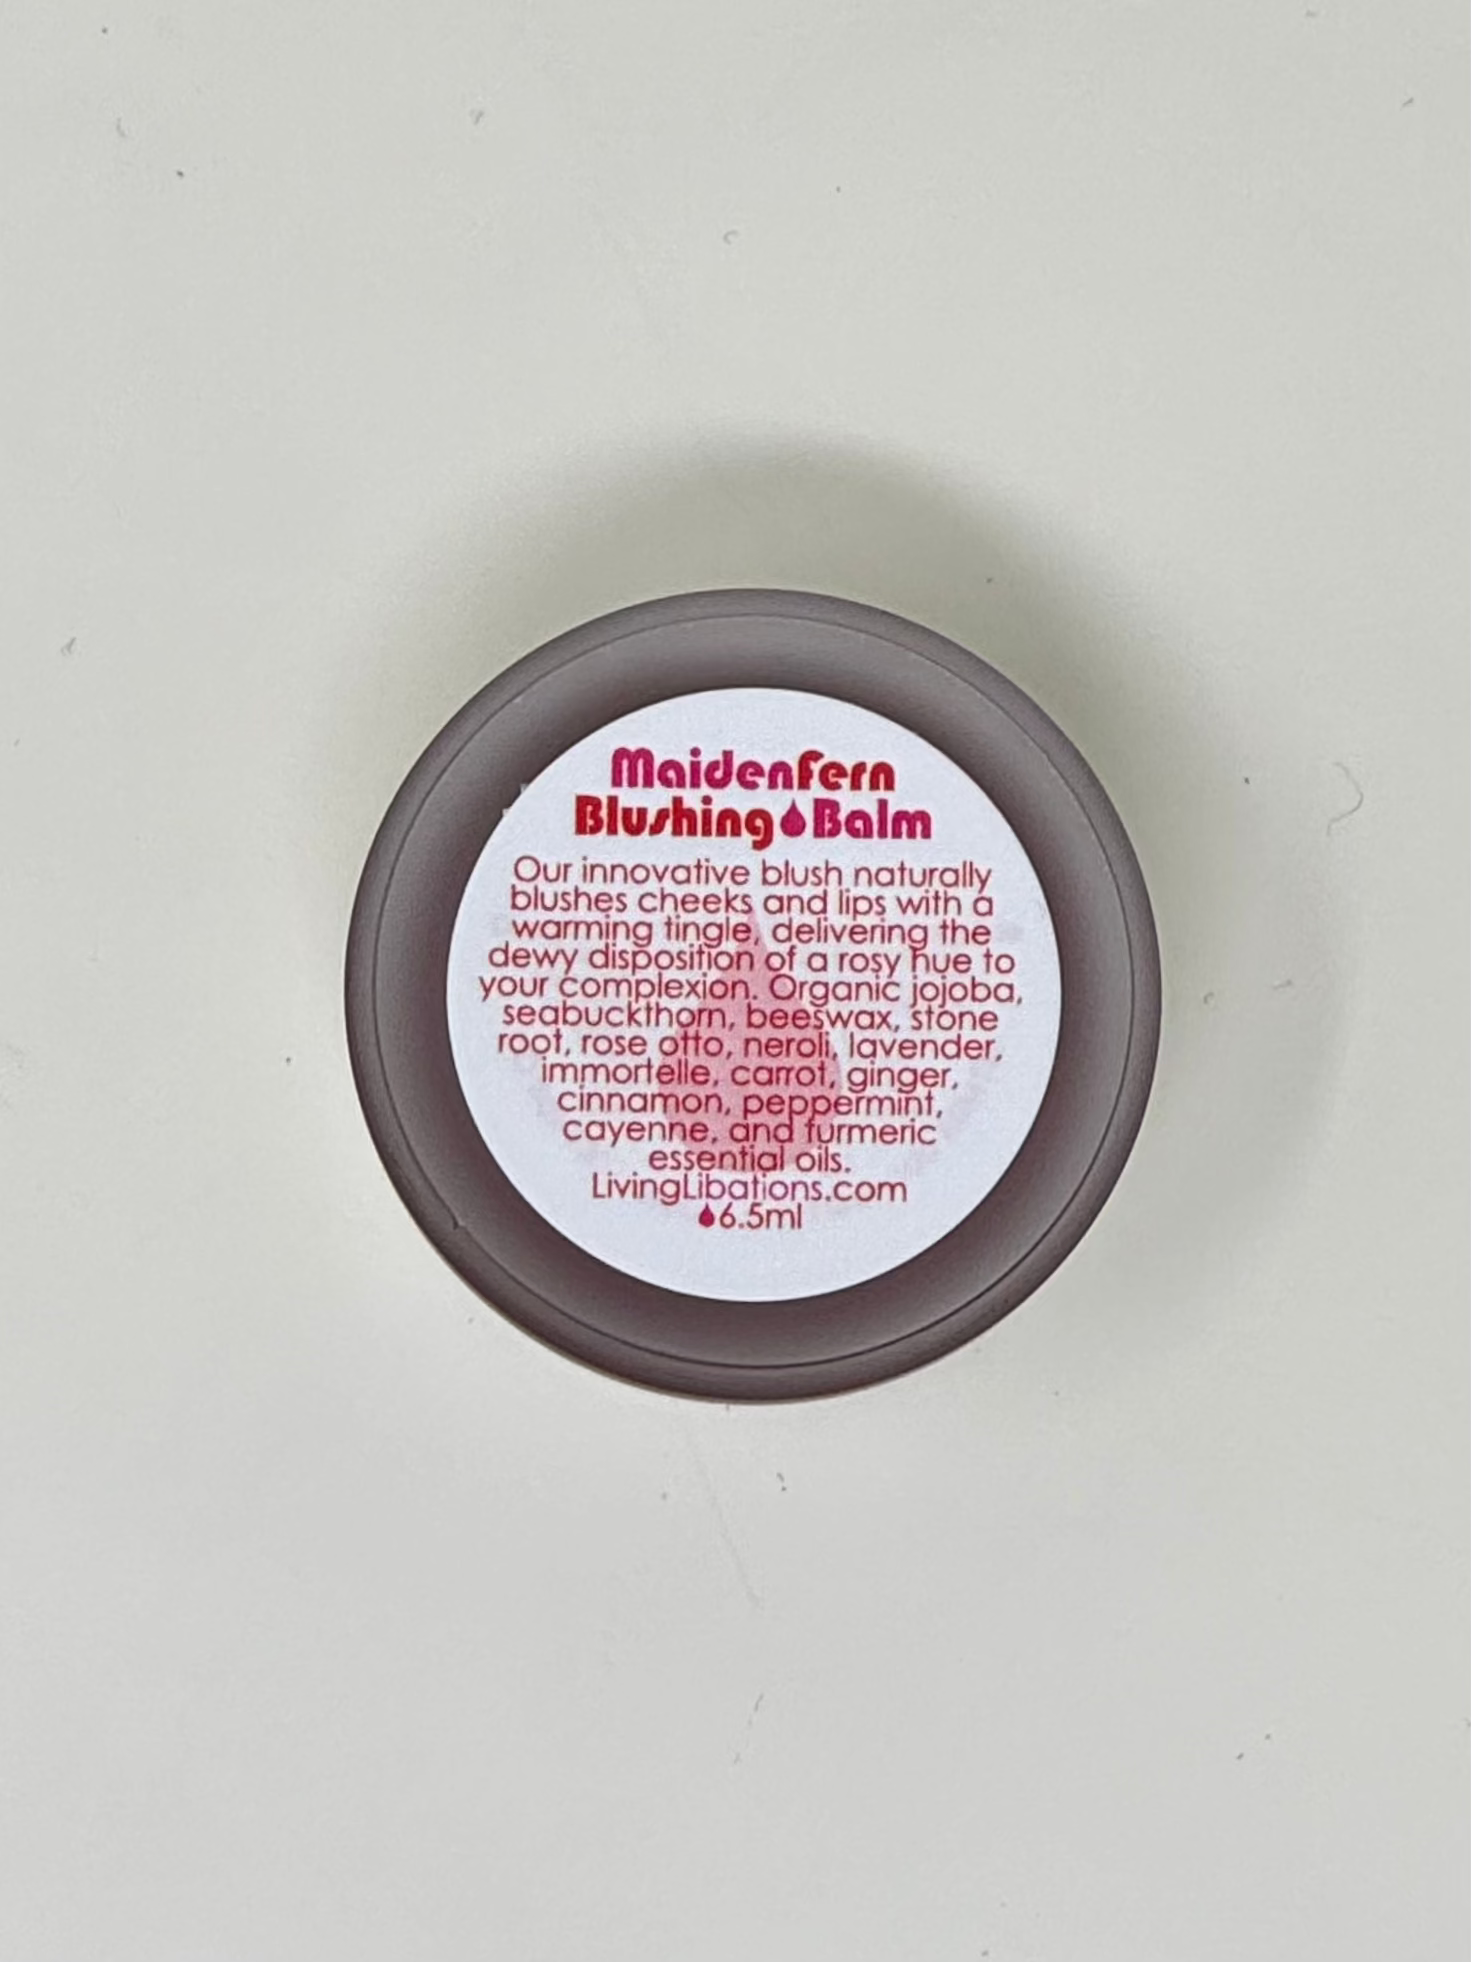 MaidenFern
Blushing Balm
Our innovative blush naturally
blushes cheeks and lips with a
warming tingle, delivering the
dewy disposition of a rosy hue to
your complexion. Organic jojoba,
seabuckthorn, beeswax, stone
root, rose otto, neroli, lavender,
immortelle, carrot, ginger,
cinnamon, peppermint,
cayenne, and turmeric
essential oils.
LivingLibations.com
6.5ml